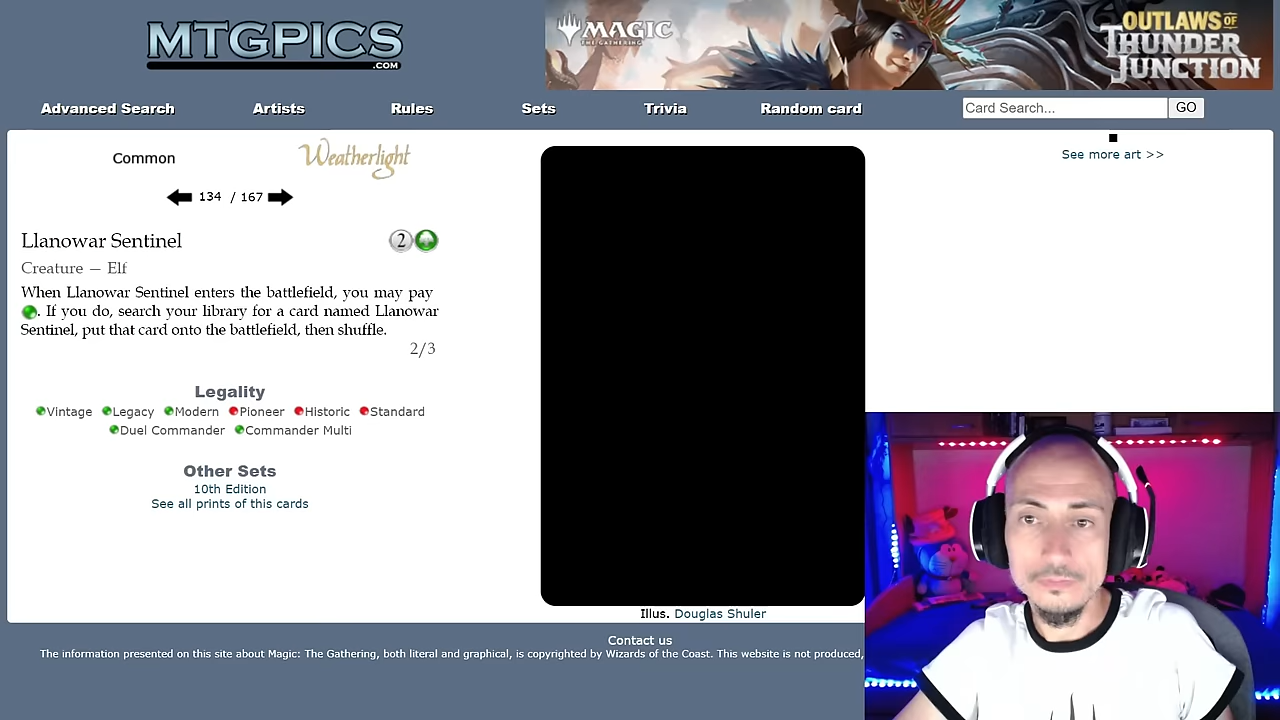 MTGPICS
.COM
MAGIC
THE GATHERING
OUTLAWS OF
THUNDER
JUNCTION
Advanced Search Artists Rules Sets Trivia Random card Card Search... GO
Common Weatherlight
134 / 167
See more art >>
Llanowar Sentinel 2
Creature — Elf
When Llanowar Sentinel enters the battlefield, you may pay
. If you do, search your library for a card named Llanowar
Sentinel, put that card onto the battlefield, then shuffle.
2/3
Legality
Vintage Legacy Modern Pioneer Historic Standard
Duel Commander Commander Multi
Other Sets
10th Edition
See all prints of this cards
Illus. Douglas Shuler
Contact us
The information presented on this site about Magic: The Gathering, both literal and graphical, is copyrighted by Wizards of the Coast. This website is not produced,